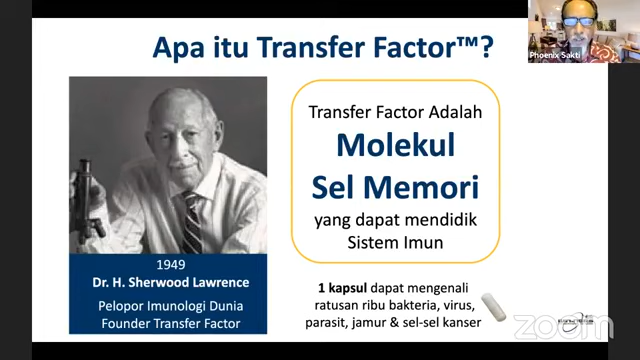 Apa itu Transfer Factor™?
Phoenix Sakti
Transfer Factor Adalah
Molekul
Sel Memori
yang dapat mendidik
Sistem Imun
1949
Dr. H. Sherwood Lawrence
Pelopor Imunologi Dunia
Founder Transfer Factor
1 kapsul dapat mengenali
ratusan ribu bakteria, virus,
parasit, jamur & sel-sel kanser
zoom